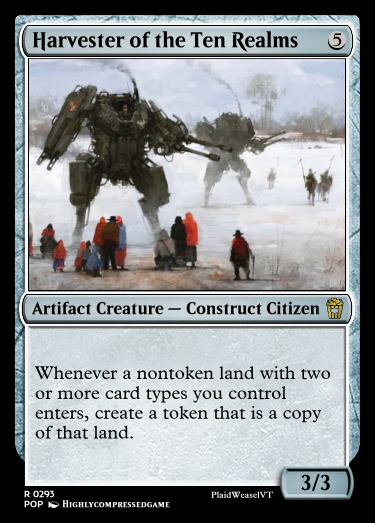 Harvester of the Ten Realms 5
Artifact Creature — Construct Citizen
Whenever a nontoken land with two
or more card types you control
enters, create a token that is a copy
of that land.
3/3
R 0293
POP HIGHLYCOMPRESSEDGAME
PlaidWeaselVT